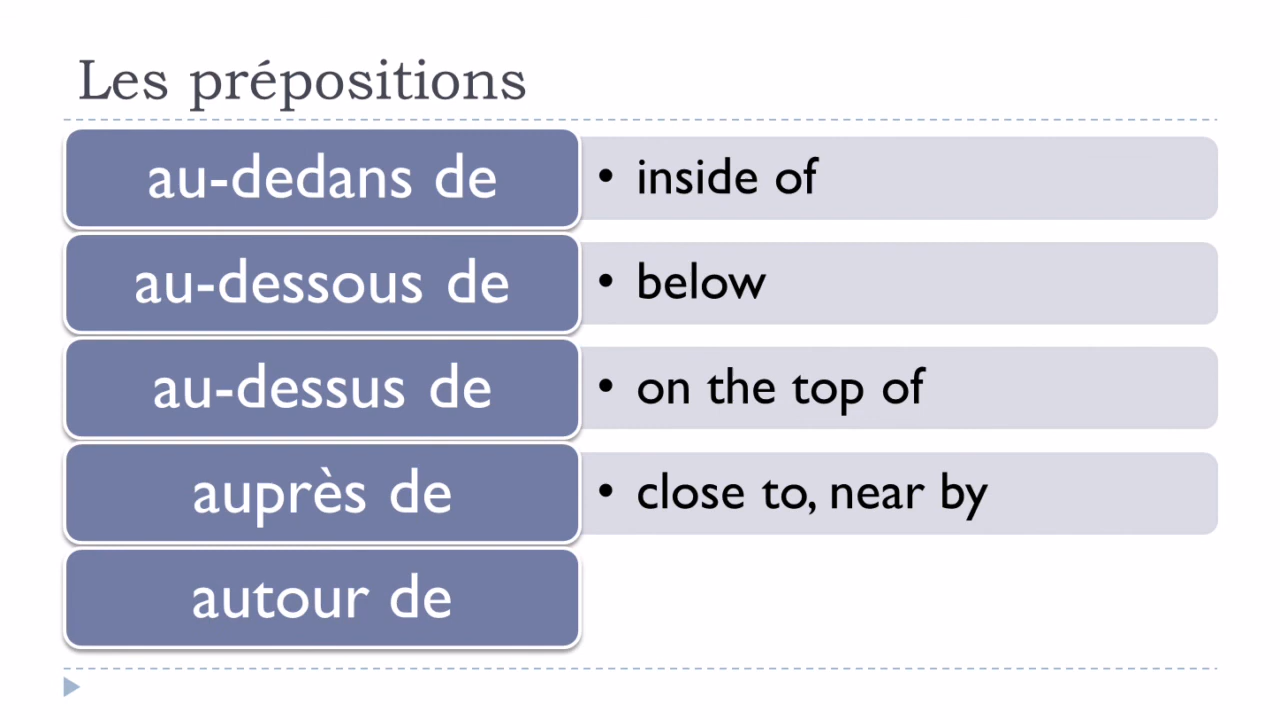 Les prépositions
au-dedans de
• inside of
au-dessous de
• below
au-dessus de
• on the top of
auprès de
• close to, near by
autour de